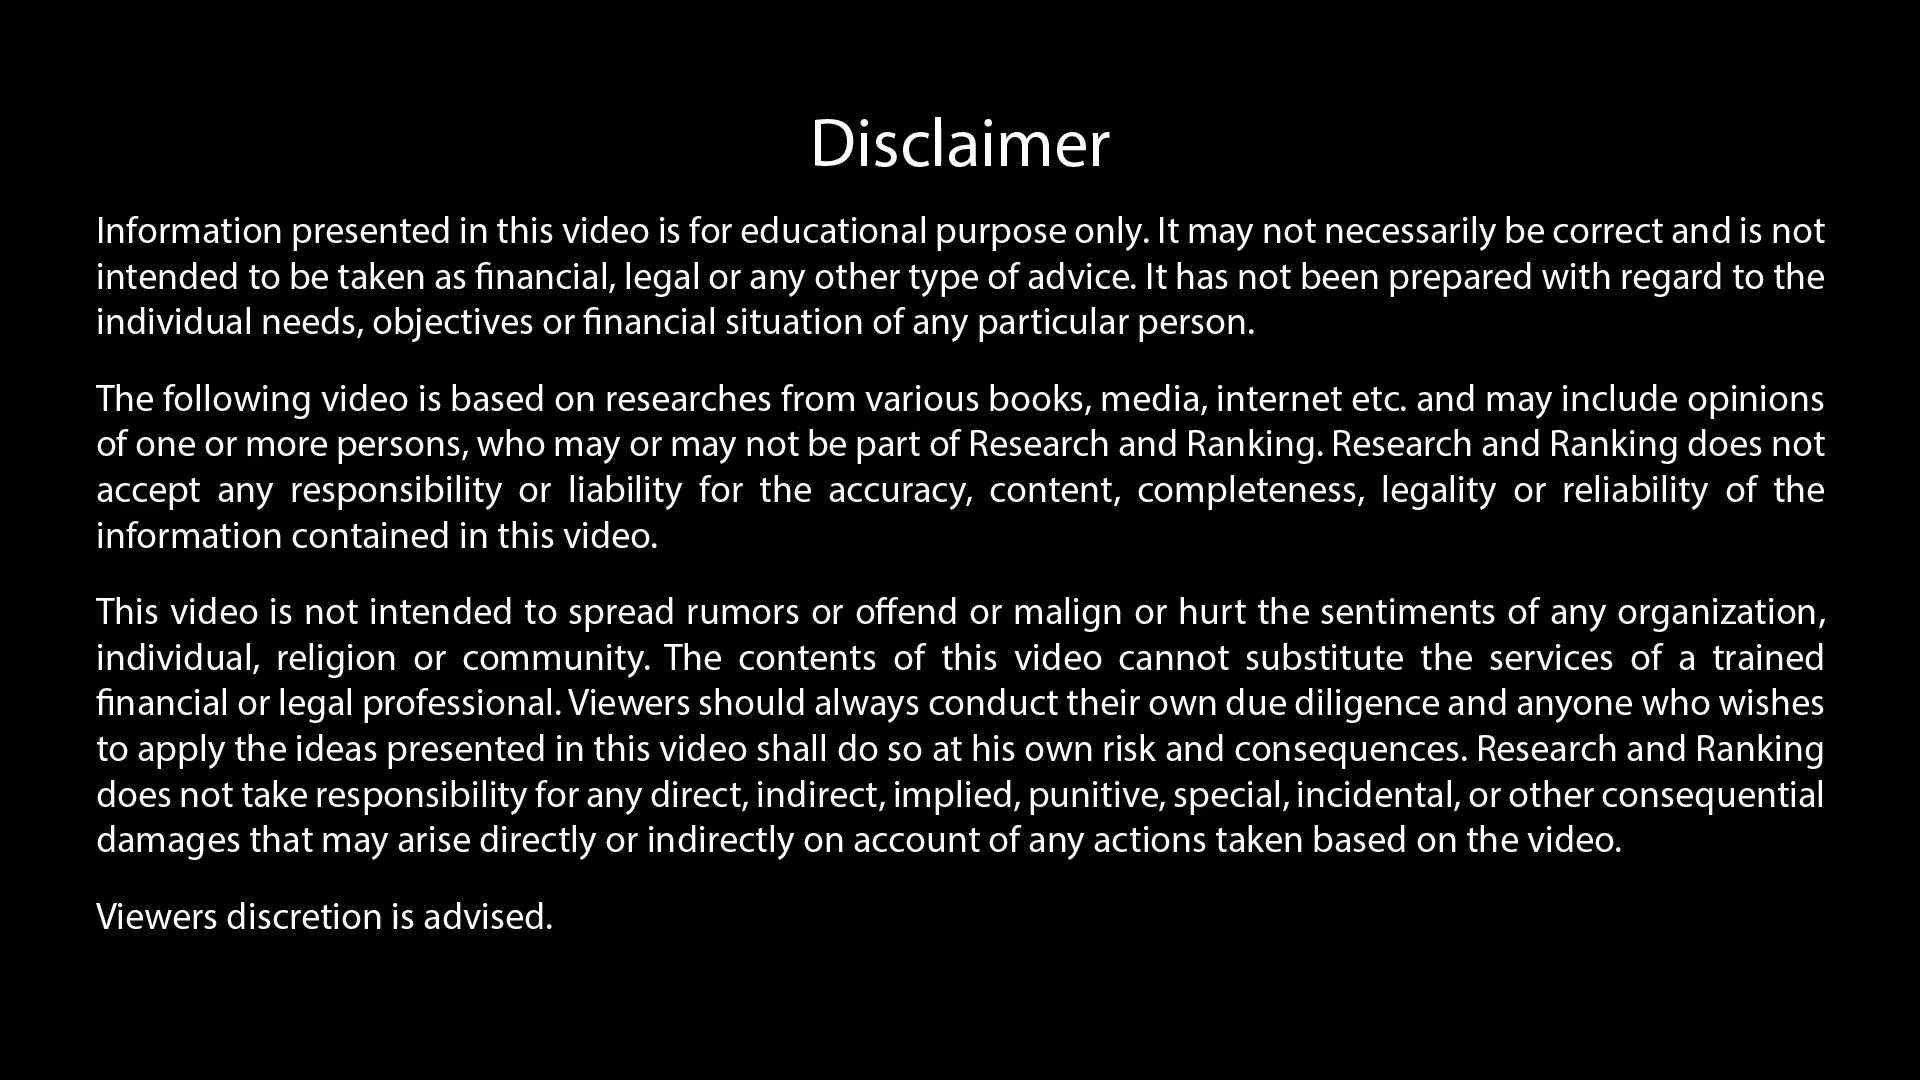 Disclaimer
Information presented in this video is for educational purpose only. It may not necessarily be correct and is not
intended to be taken as financial, legal or any other type of advice. It has not been prepared with regard to the
individual needs, objectives or financial situation of any particular person.
The following video is based on researches from various books, media, internet etc. and may include opinions
of one or more persons, who may or may not be part of Research and Ranking. Research and Ranking does not
accept any responsibility or liability for the accuracy, content, completeness, legality or reliability of the
information contained in this video.
This video is not intended to spread rumors or offend or malign or hurt the sentiments of any organization,
individual, religion or community. The contents of this video cannot substitute the services of a trained
financial or legal professional. Viewers should always conduct their own due diligence and anyone who wishes
to apply the ideas presented in this video shall do so at his own risk and consequences. Research and Ranking
does not take responsibility for any direct, indirect, implied, punitive, special, incidental, or other consequential
damages that may arise directly or indirectly on account of any actions taken based on the video.
Viewers discretion is advised.